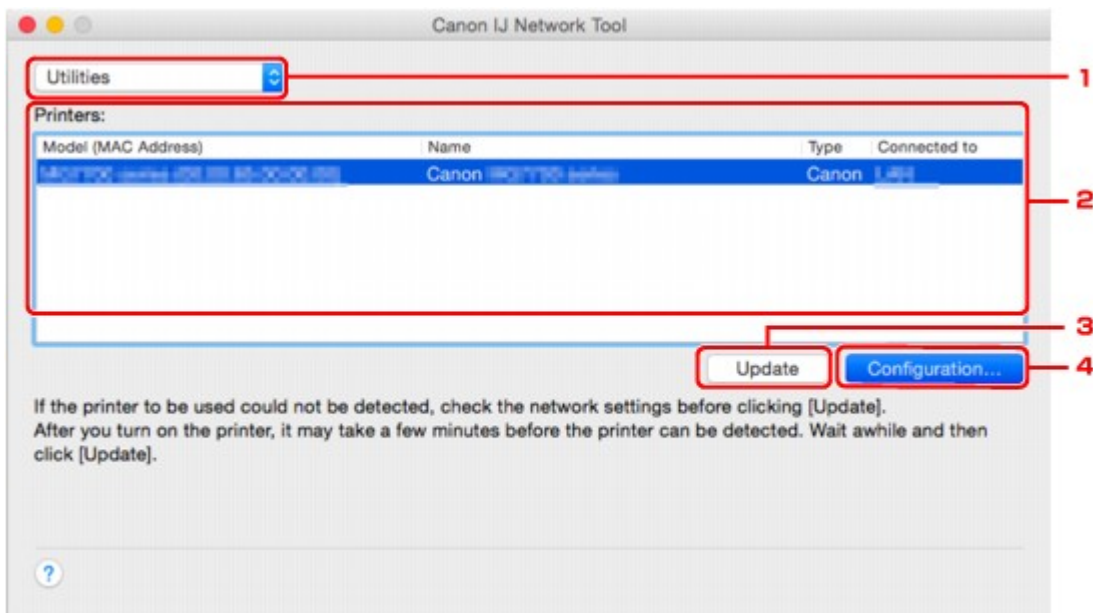 Canon IJ Network Tool
Utilities
1
Printers:
Model (MAC Address) Name Type Connected to
Canon Canon
2
3
Update Configuration...
4
If the printer to be used could not be detected, check the network settings before clicking [Update].
After you turn on the printer, it may take a few minutes before the printer can be detected. Wait awhile and then
click [Update].
?